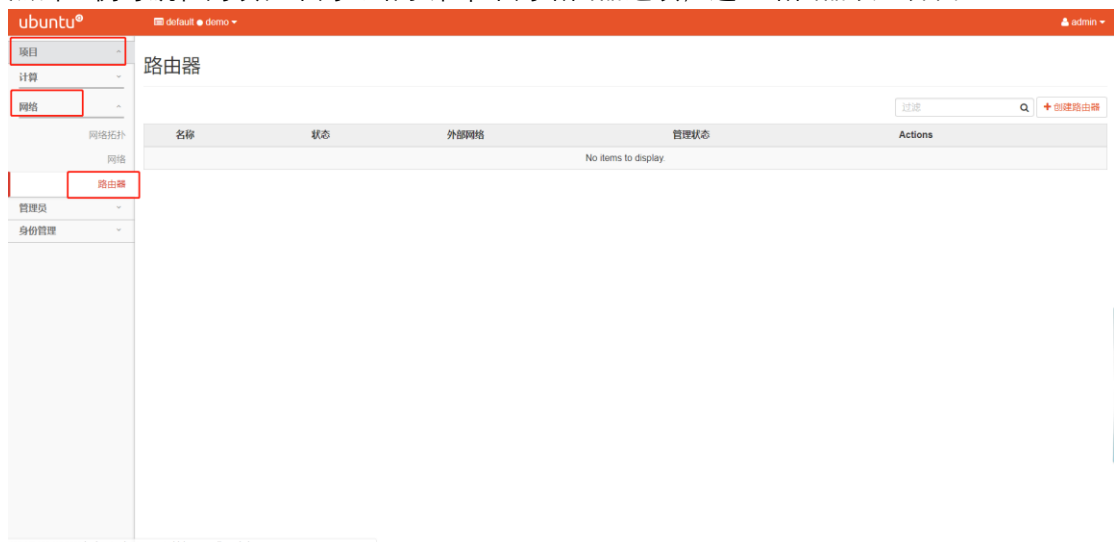 ubuntu® default demo admin
项目
计算
网络
网络拓扑
网络
路由器
管理员
身份管理
路由器
过滤 创建路由器
名称 状态 外部网络 管理状态 Actions
No items to display.